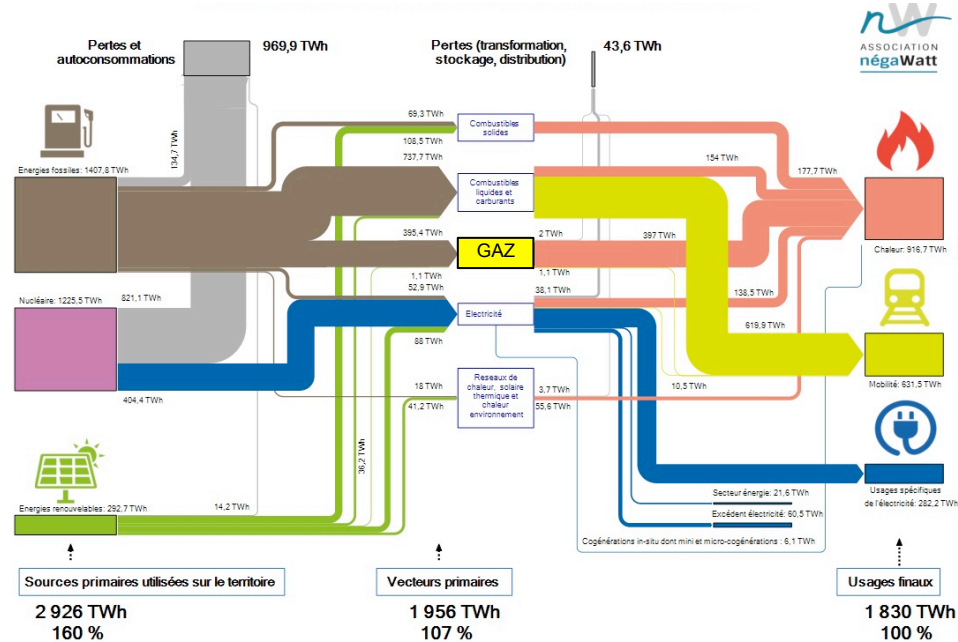 Pertes et
autoconsommations
969,9 TWh
Pertes (transformation,
stockage, distribution)
43,6 TWh
nW
ASSOCIATION
négaWatt
134,7 TWh
69,3 TWh
108,5 TWh
737,7 TWh
Combustibles
solides
154 TWh
177,7 TWh
Energies fossiles: 1407,8 TWh
Combustibles
liquides et
carburants
395,4 TWh
GAZ
2 TWh
397 TWh
Chaleur: 916,7 TWh
1,1 TWh
1,1 TWh
52,9 TWh
38,1 TWh
138,5 TWh
Nucléaire: 1225,5 TWh
821,1 TWh
Electricité
88 TWh
619,9 TWh
404,4 TWh
18 TWh
41,2 TWh
Reseaux de
chaleur, solaire
thermique et
chaleur
environnement
3,7 TWh
55,6 TWh
10,5 TWh
Mobilité: 631,5 TWh
36,2 TWh
Energies renouvelables: 292,7 TWh
14,2 TWh
Secteur énergie: 21,6 TWh
Excédent électricité: 60,5 TWh
Usages spécifiques
de l'électricité: 282,2 TWh
Cogénérations in-situ dont mini et micro-cogénérations : 6,1 TWh
Sources primaires utilisées sur le territoire
Vecteurs primaires
Usages finaux
2 926 TWh
160 %
1 956 TWh
107 %
1 830 TWh
100 %